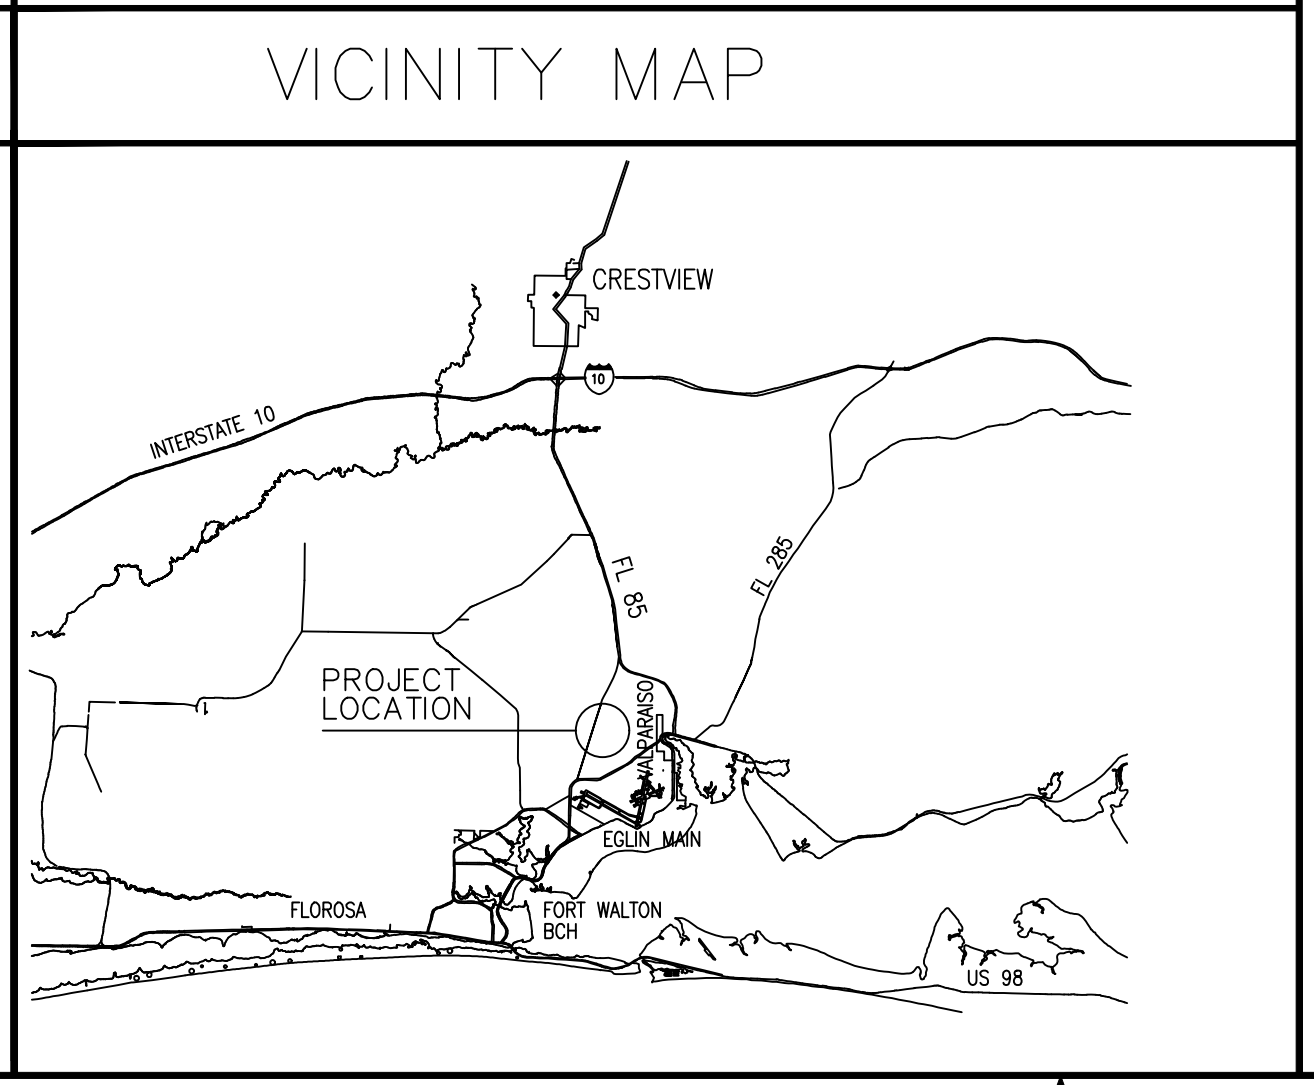 VICINITY MAP
CRESTVIEW
10
INTERSTATE 10
FL 85
FL 285
PROJECT
LOCATION
VALPARAISO
EGLIN MAIN
FLOROSA
FORT WALTON
BCH
US 98